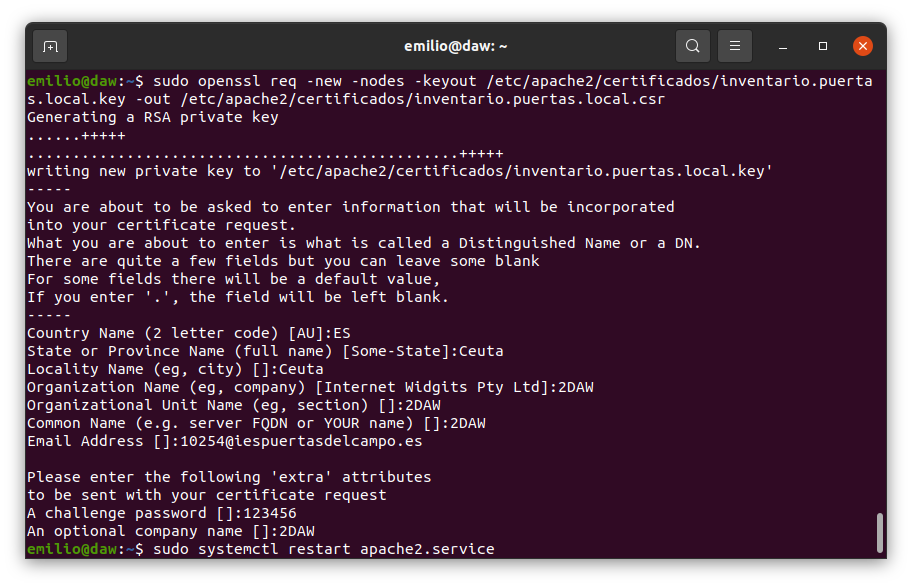 emilio@daw: ~
emilio@daw:~$ sudo openssl req -new -nodes -keyout /etc/apache2/certificados/inventario.puerta
s.local.key -out /etc/apache2/certificados/inventario.puertas.local.csr
Generating a RSA private key
......+++++
................................................+++++
writing new private key to '/etc/apache2/certificados/inventario.puertas.local.key'
-----
You are about to be asked to enter information that will be incorporated
into your certificate request.
What you are about to enter is what is called a Distinguished Name or a DN.
There are quite a few fields but you can leave some blank
For some fields there will be a default value,
If you enter '.', the field will be left blank.
-----
Country Name (2 letter code) [AU]:ES
State or Province Name (full name) [Some-State]:Ceuta
Locality Name (eg, city) []:Ceuta
Organization Name (eg, company) [Internet Widgits Pty Ltd]:2DAW
Organizational Unit Name (eg, section) []:2DAW
Common Name (e.g. server FQDN or YOUR name) []:2DAW
Email Address []:10254@iespuertasdelcampo.es

Please enter the following 'extra' attributes
to be sent with your certificate request
A challenge password []:123456
An optional company name []:2DAW
emilio@daw:~$ sudo systemctl restart apache2.service